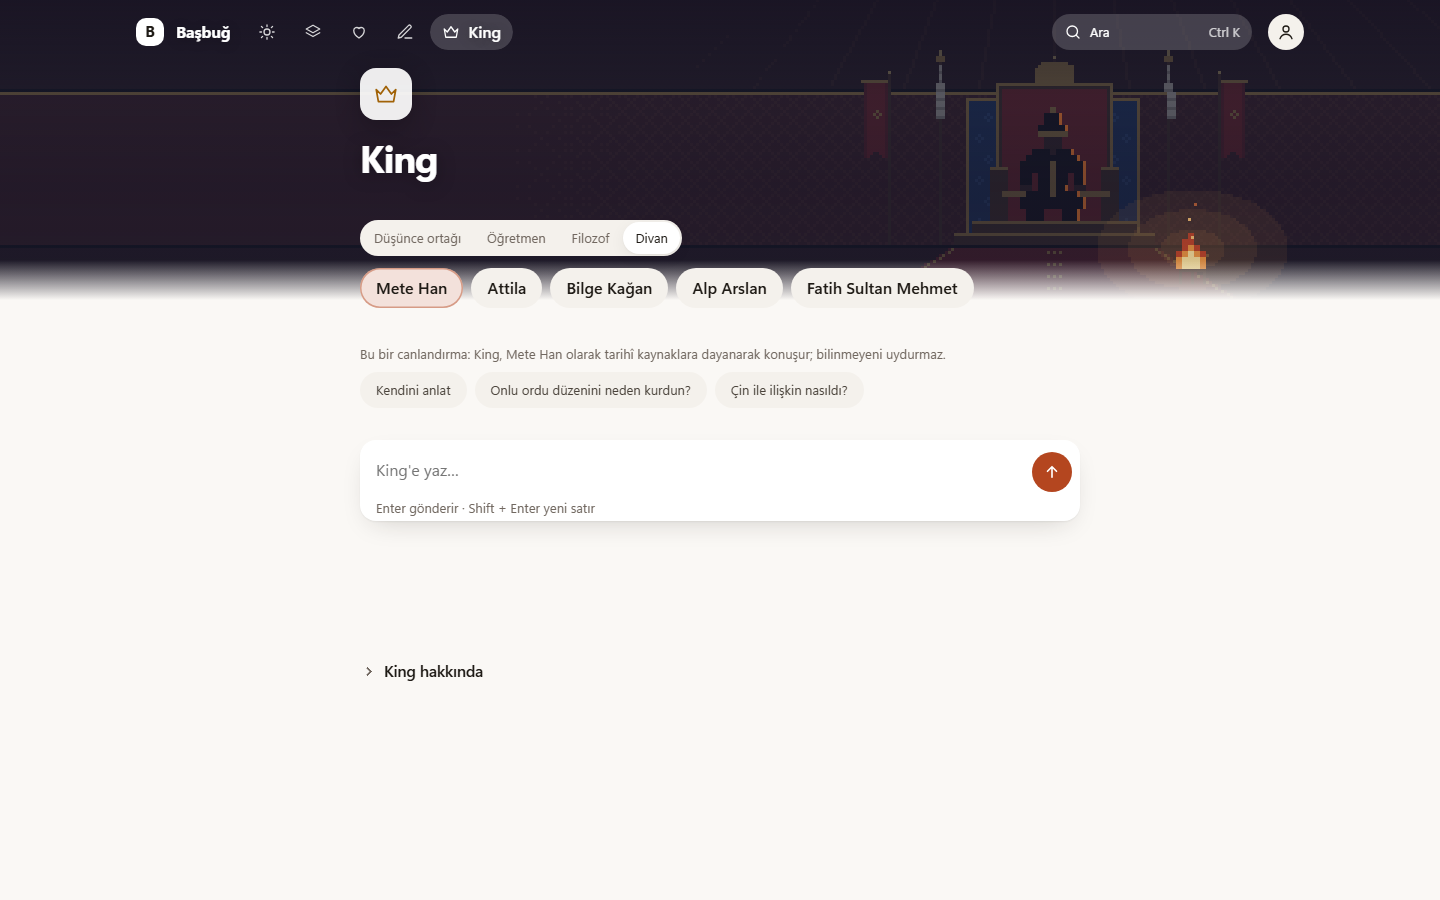 B Başbuğ King Ara Ctrl K
King
Düşünce ortağı Öğretmen Filozof Divan
Mete Han Attila Bilge Kağan Alp Arslan Fatih Sultan Mehmet
Bu bir canlandırma: King, Mete Han olarak tarihî kaynaklara dayanarak konuşur; bilinmeyeni uydurmaz.
Kendini anlat Onlu ordu düzenini neden kurdun? Çin ile ilişkin nasıldı?
King'e yaz...
Enter gönderir · Shift + Enter yeni satır
King hakkında